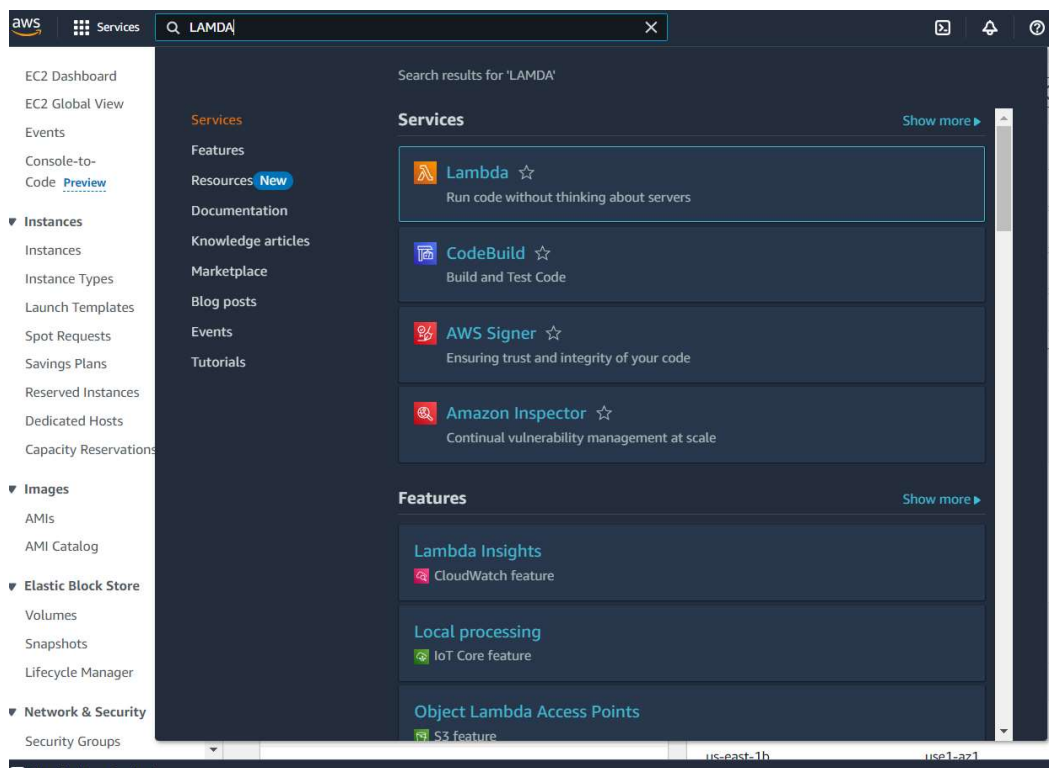 aws
Services
LAMDA
EC2 Dashboard
EC2 Global View
Events
Console-to-
Code Preview
Instances
Instances
Instance Types
Launch Templates
Spot Requests
Savings Plans
Reserved Instances
Dedicated Hosts
Capacity Reservations
Images
AMIs
AMI Catalog
Elastic Block Store
Volumes
Snapshots
Lifecycle Manager
Network & Security
Security Groups
Search results for 'LAMDA'
Services
Features
Resources New
Documentation
Knowledge articles
Marketplace
Blog posts
Events
Tutorials
Services
Show more
Lambda
Run code without thinking about servers
CodeBuild
Build and Test Code
AWS Signer
Ensuring trust and integrity of your code
Amazon Inspector
Continual vulnerability management at scale
Features
Show more
Lambda Insights
CloudWatch feature
Local processing
IoT Core feature
Object Lambda Access Points
S3 feature
us-east-1b
use1-az1